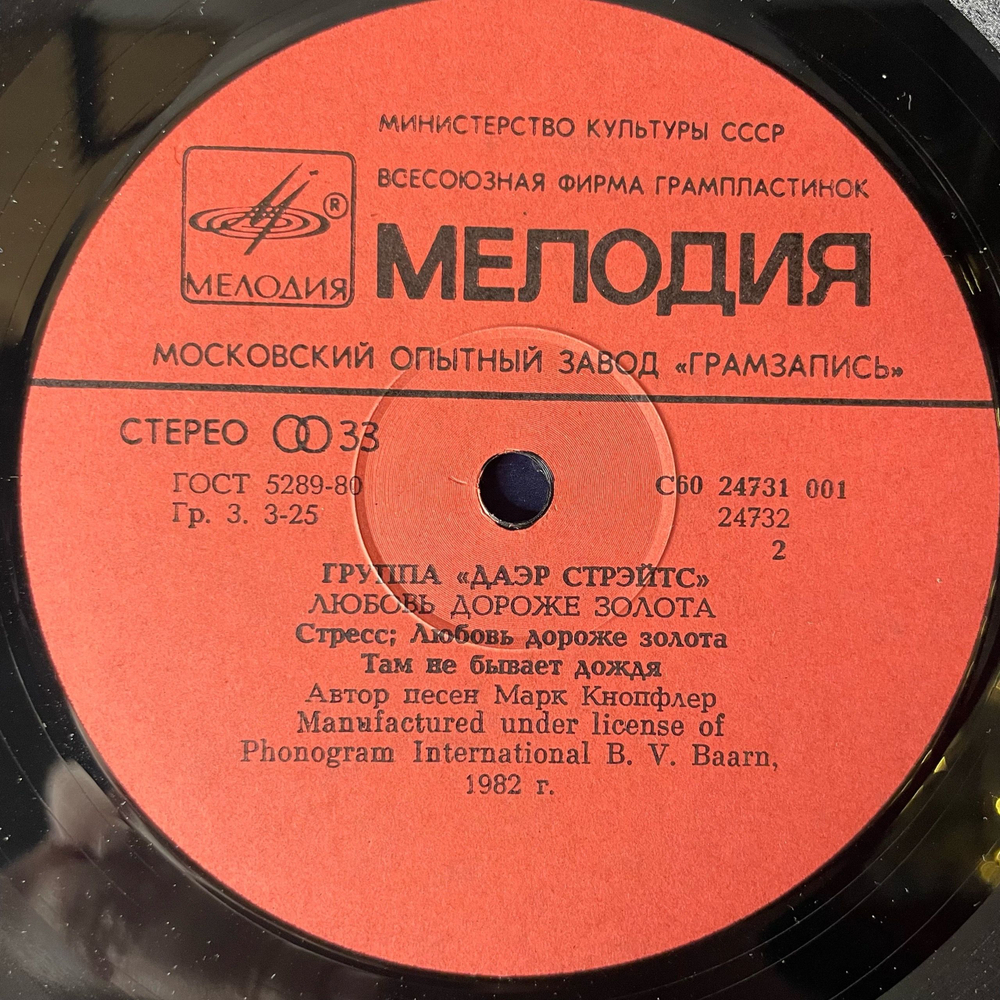 МИНИСТЕРСТВО КУЛЬТУРЫ СССР
ВСЕСОЮЗНАЯ ФИРМА ГРАМПЛАСТИНОК
®
МЕЛОДИЯ
МЕЛОДИЯ
МОСКОВСКИЙ ОПЫТНЫЙ ЗАВОД «ГРАМЗАПИСЬ»
СТЕРЕО 33
ГОСТ 5289-80 С60 24731 001
Гр. 3. 3-25 24732
2
ГРУППА «ДАЭР СТРЭЙТС»
ЛЮБОВЬ ДОРОЖЕ ЗОЛОТА
Стресс; Любовь дороже золота
Там не бывает дождя
Автор песен Марк Кнопфлер
Manufactured under license of
Phonogram International B. V. Baarn,
1982 г.